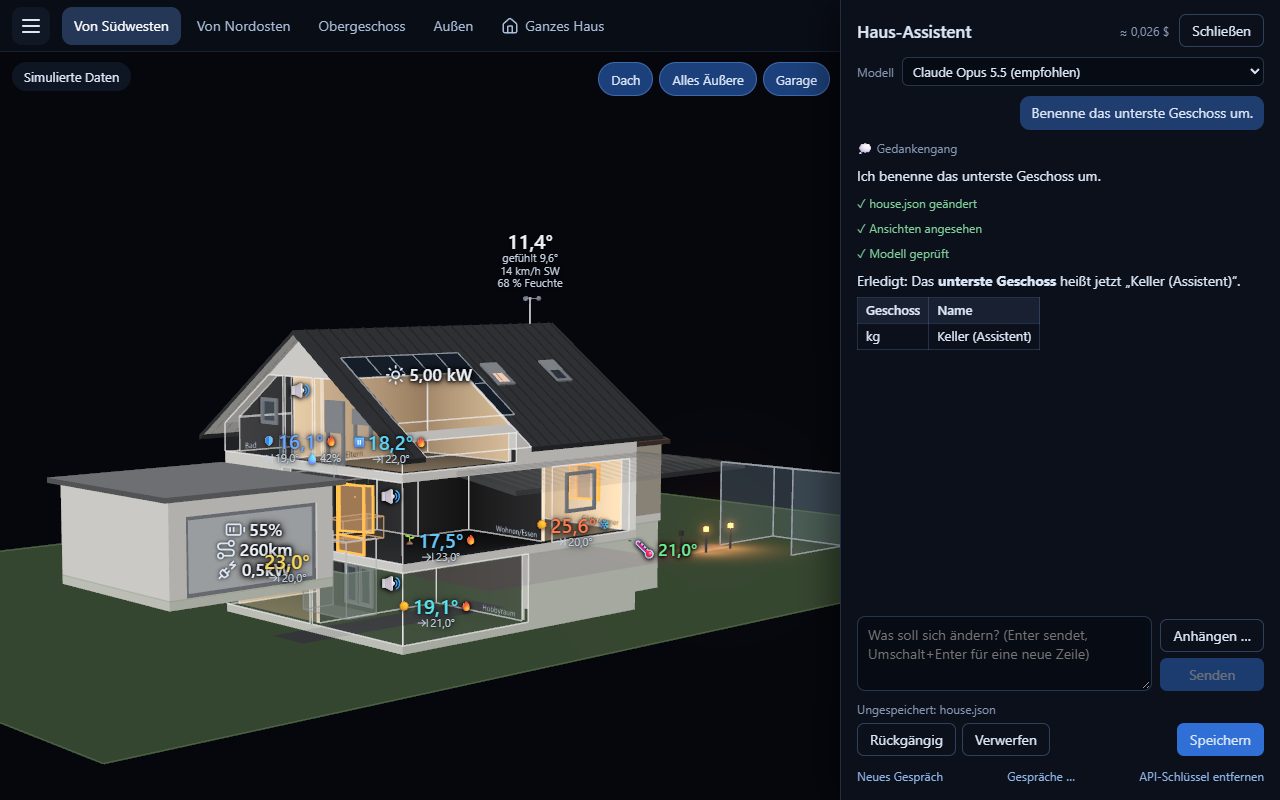 Von Südwesten
Von Nordosten
Obergeschoss
Außen
Ganzes Haus
Simulierte Daten
Dach
Alles Äußere
Garage
11,4°
gefühlt 9,6°
14 km/h SW
68 % Feuchte
5,00 kW
16,1°
19,0°
42%
18,2°
22,0°
Bad
25,6°
20,0°
Wohnen/Essen
17,5°
23,0°
21,0°
55%
260km
0,5kW
23,0°
20,0°
19,1°
21,0°
Hobbyraum
Haus-Assistent
≈ 0,026 $
Schließen
Modell
Claude Opus 5.5 (empfohlen)
Benenne das unterste Geschoss um.
Gedankengang
Ich benenne das unterste Geschoss um.
✓ house.json geändert
✓ Ansichten angesehen
✓ Modell geprüft
Erledigt: Das unterste Geschoss heißt jetzt „Keller (Assistent)“.
Geschoss Name
kg Keller (Assistent)
Was soll sich ändern? (Enter sendet,
Umschalt+Enter für eine neue Zeile)
Anhängen ...
Senden
Ungespeichert: house.json
Rückgängig
Verwerfen
Speichern
Neues Gespräch
Gespräche ...
API-Schlüssel entfernen